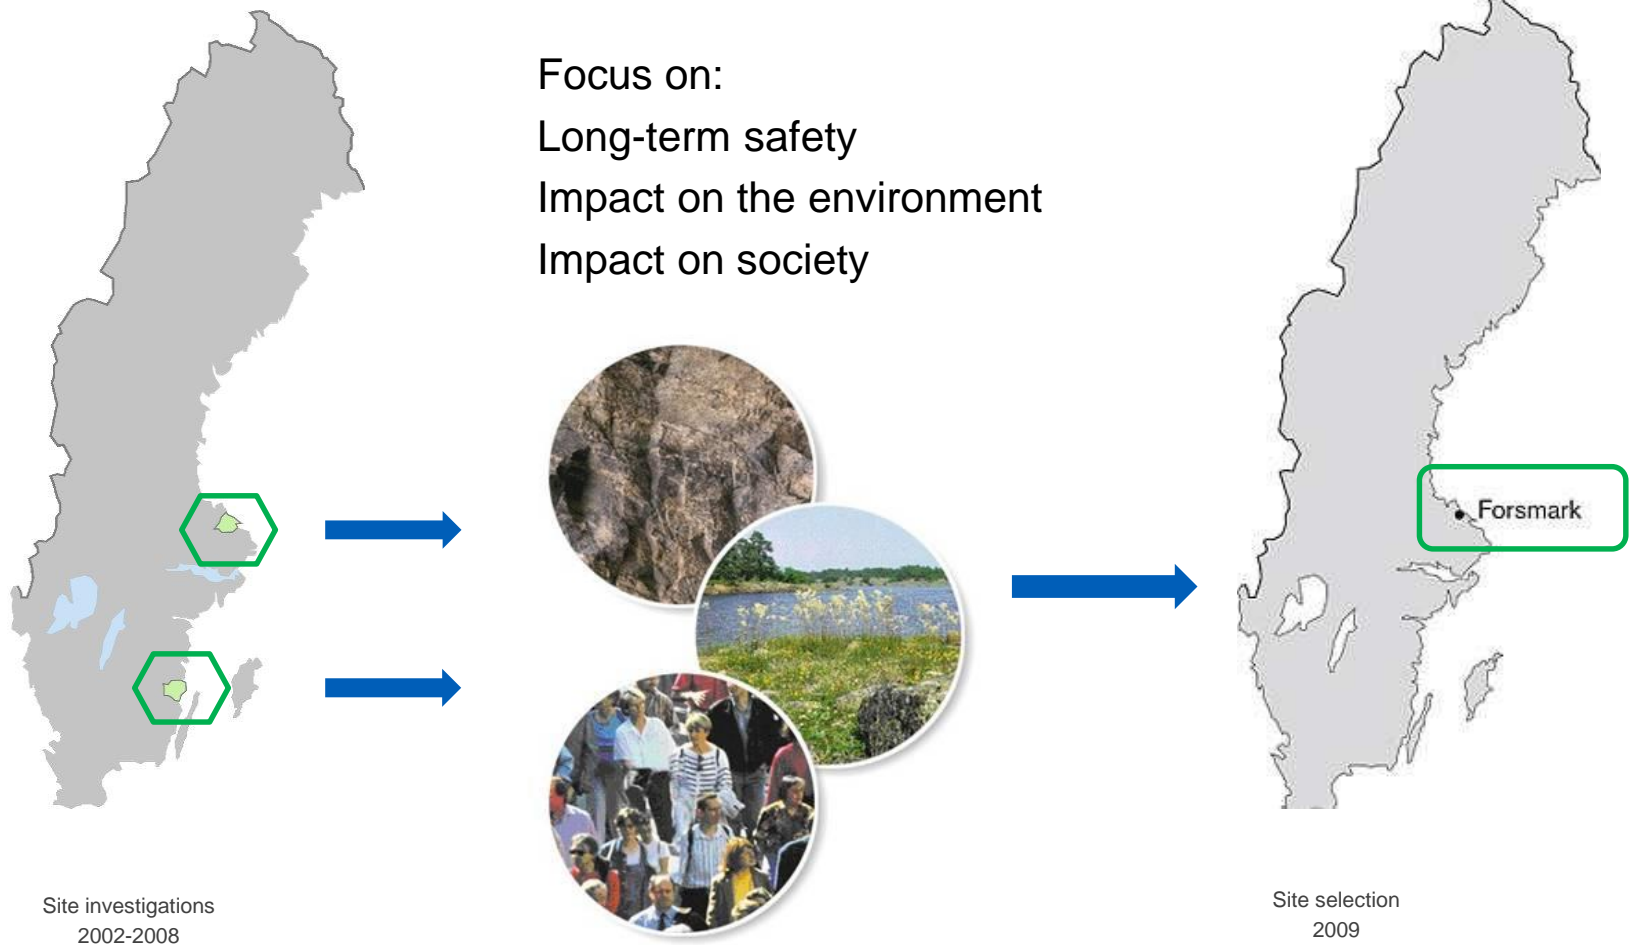 Focus on:
Long-term safety
Impact on the environment
Impact on society
Forsmark
Site investigations
2002-2008
Site selection
2009